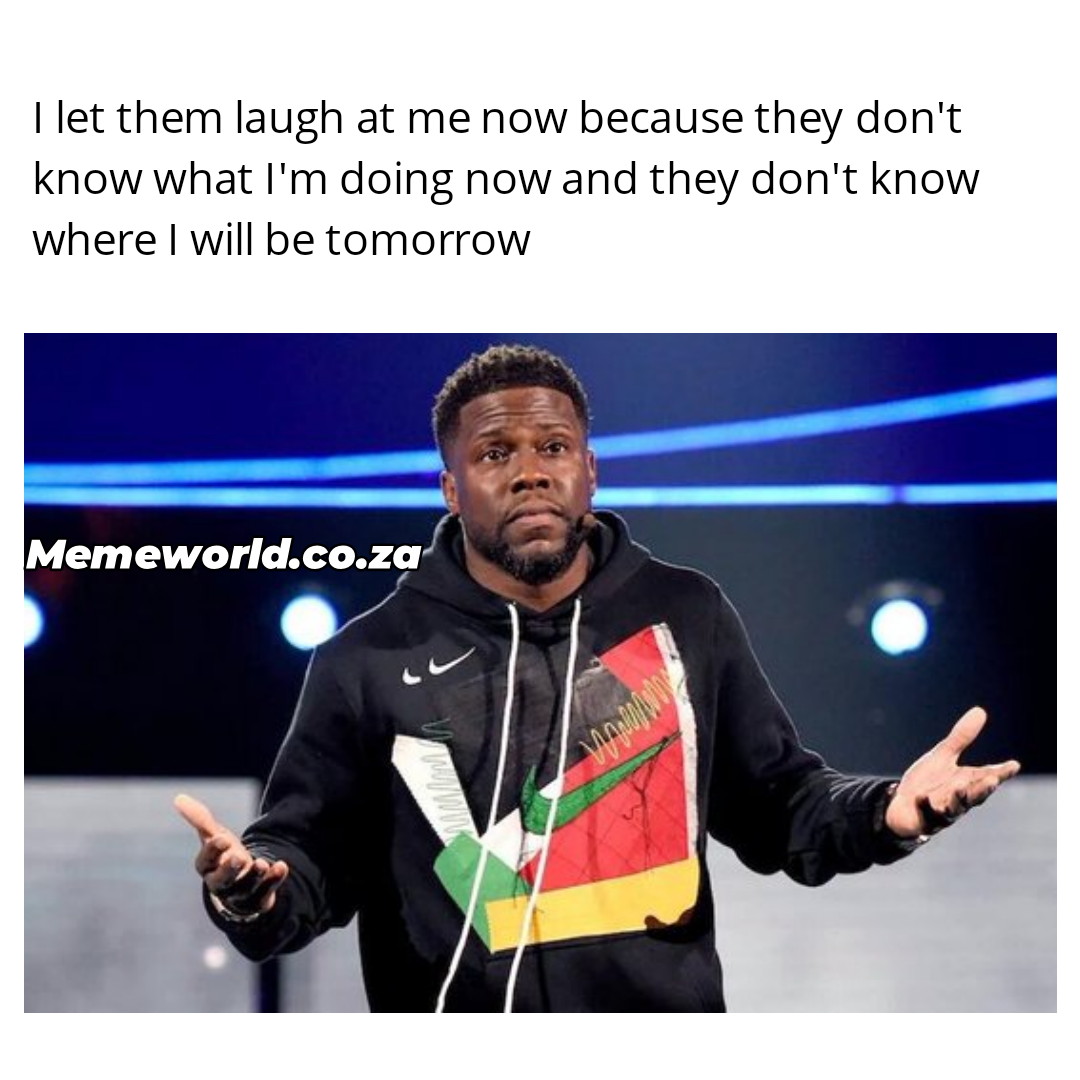 I let them laugh at me now because they don't
know what I'm doing now and they don't know
where I will be tomorrow
Memeworld.co.za